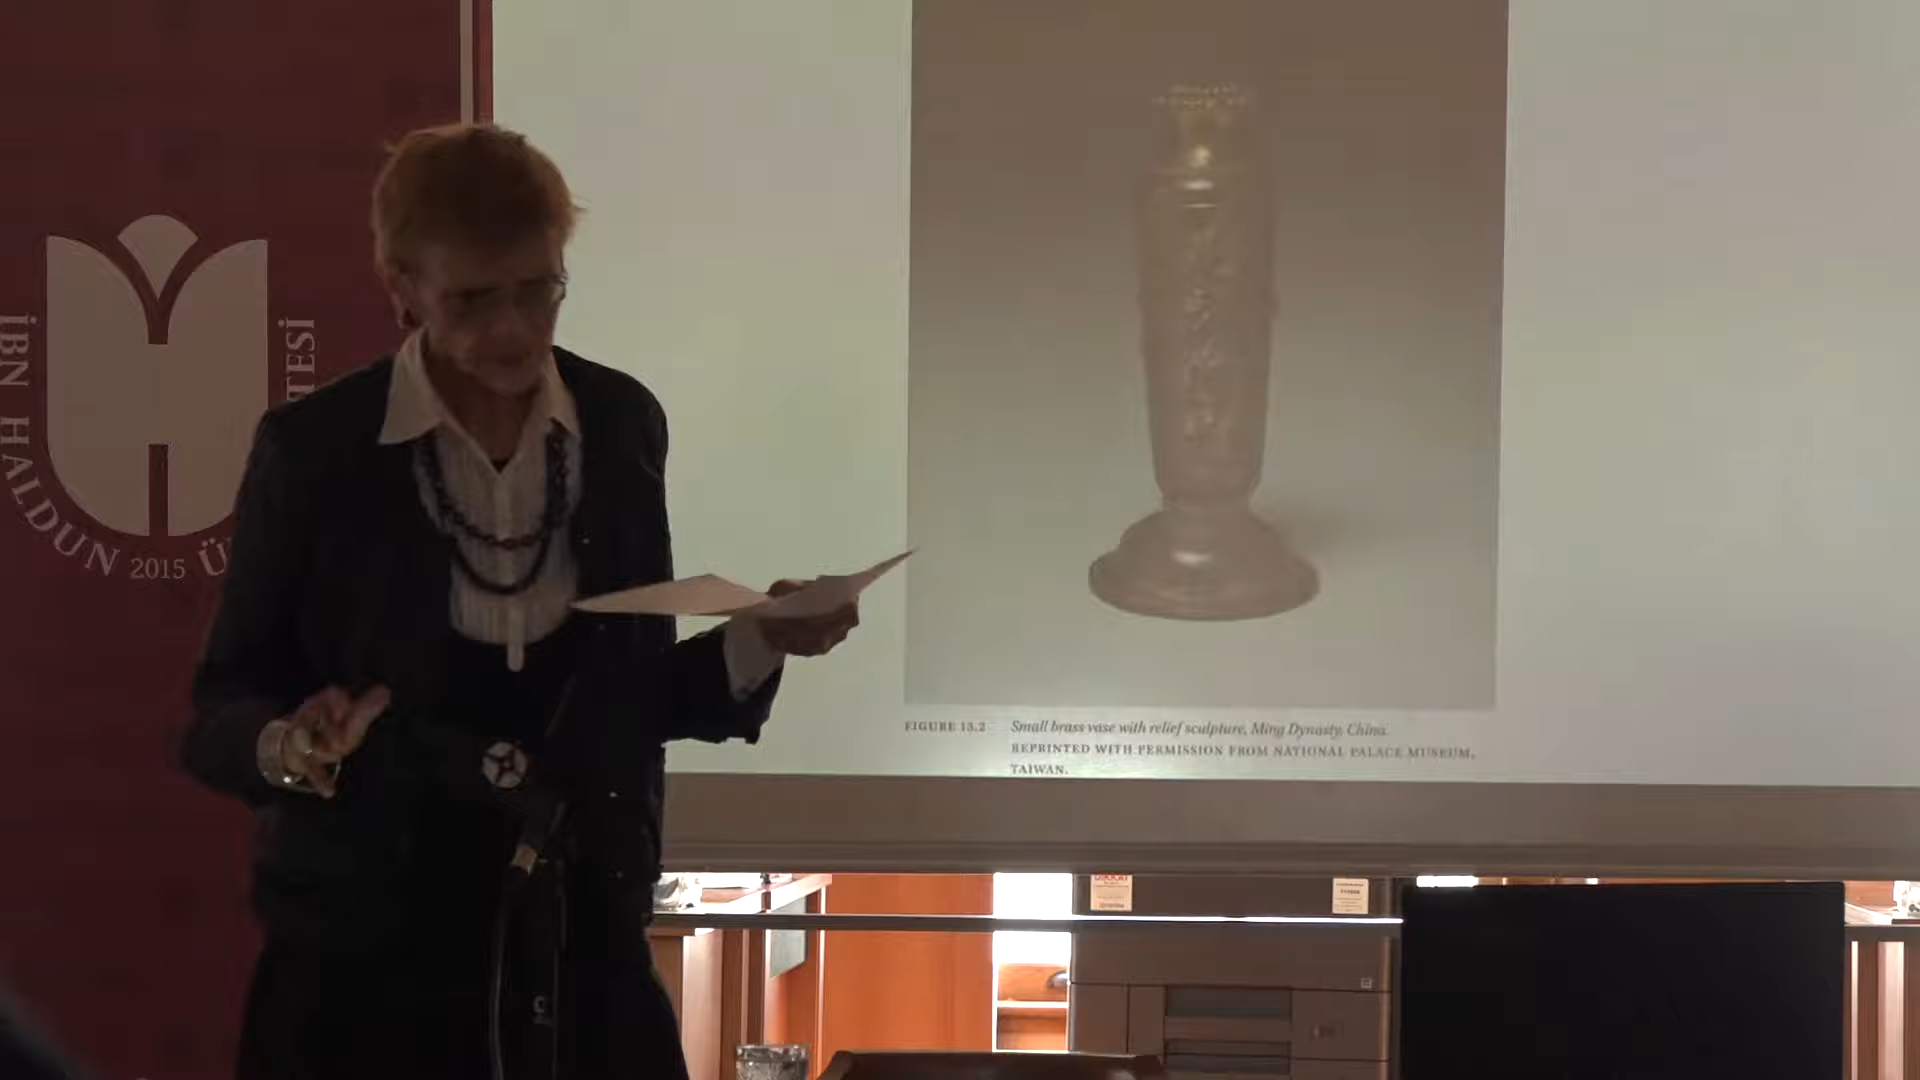 İBN HALDUN Ü
TESİ
2015
FIGURE 13.2 Small brass vase with relief sculpture, Ming Dynasty, China.
REPRINTED WITH PERMISSION FROM NATIONAL PALACE MUSEUM,
TAIWAN.